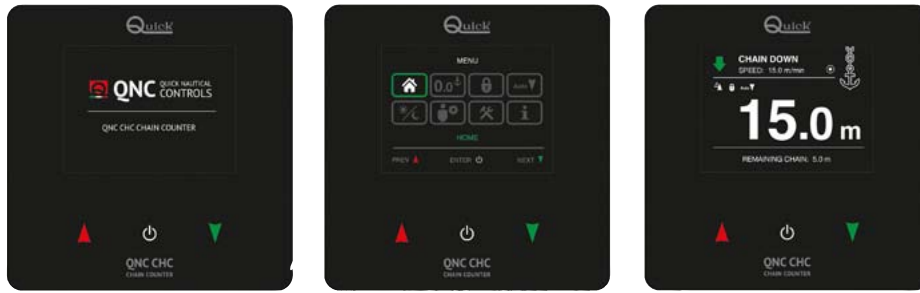 Quick
QNC QUICK NAUTICAL CONTROLS
QNC CHC CHAIN COUNTER
QNC CHC
CHAIN COUNTER
Quick
MENU
0.0
Auto
HOME
PREV ENTER NEXT
QNC CHC
CHAIN COUNTER
Quick
CHAIN DOWN
SPEED: 15.0 m/min
Auto
15.0 m
REMAINING CHAIN: 5.0 m
QNC CHC
CHAIN COUNTER